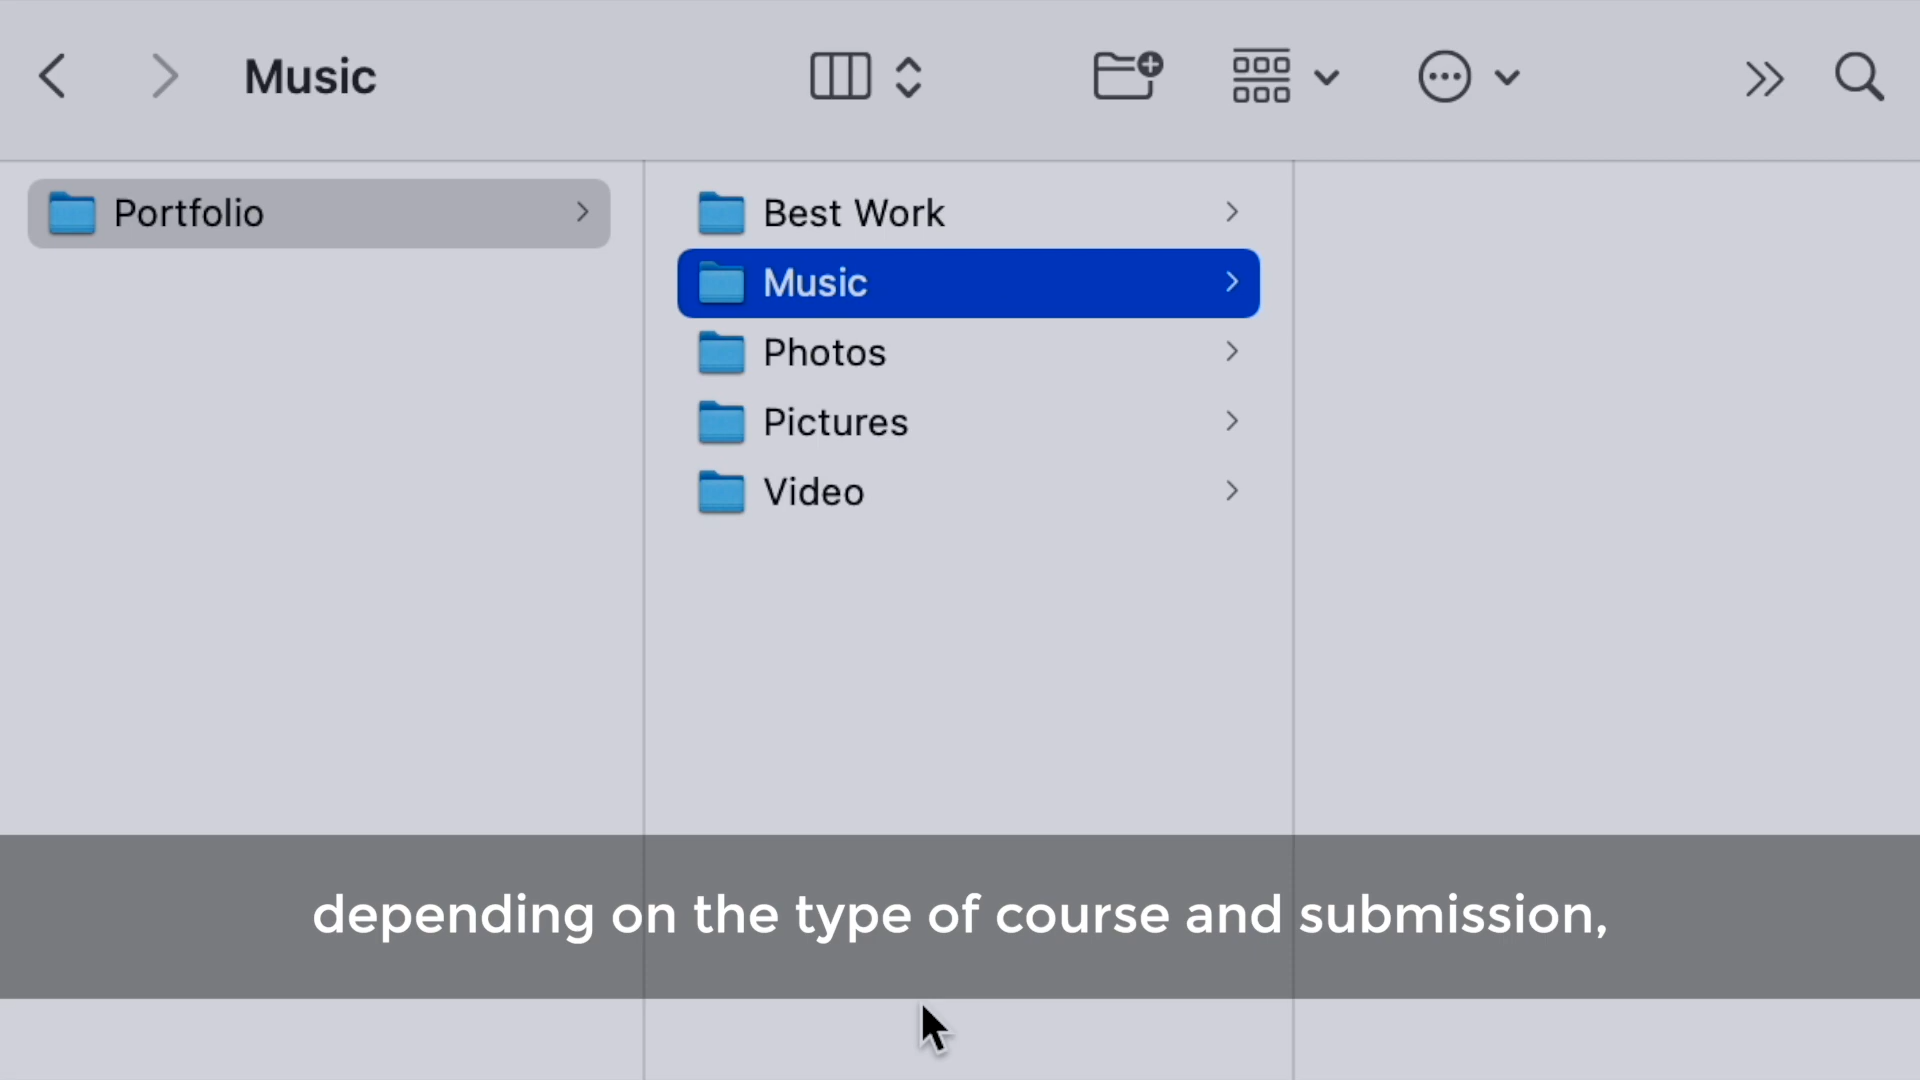 Music
Portfolio
Best Work
Music
Photos
Pictures
Video
depending on the type of course and submission,